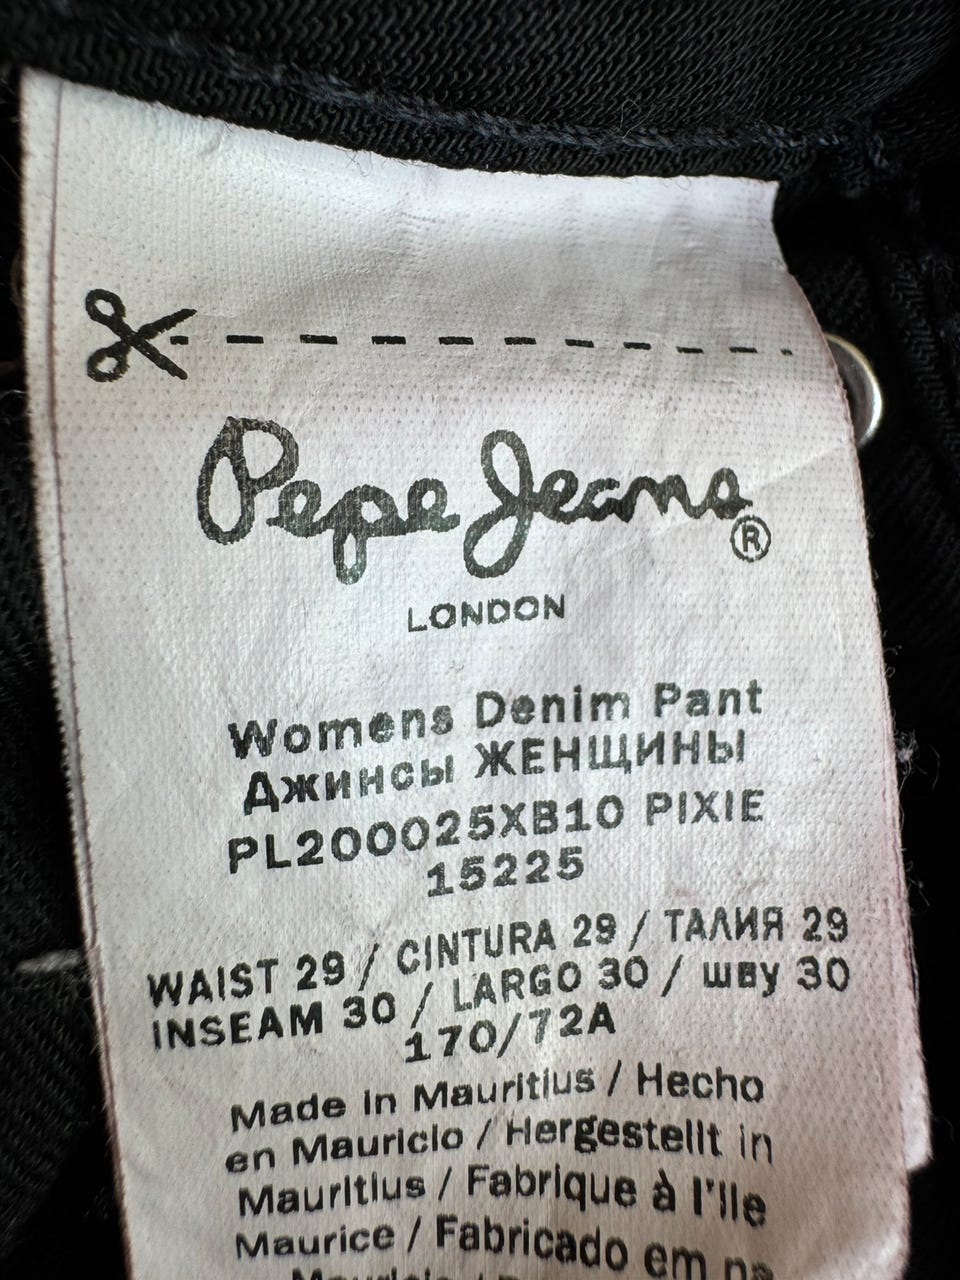 Pepe Jeans®
LONDON
Womens Denim Pant
Джинсы ЖЕНЩИНЫ
PL200025XB10 PIXIE
15225
WAIST 29 / CINTURA 29 / ТАЛИЯ 29
INSEAM 30 / LARGO 30 / шву 30
170/72A
Made in Mauritius / Hecho
en Mauricio / Hergestellt in
Mauritius / Fabrique à l'Ile
Maurice / Fabricado em na